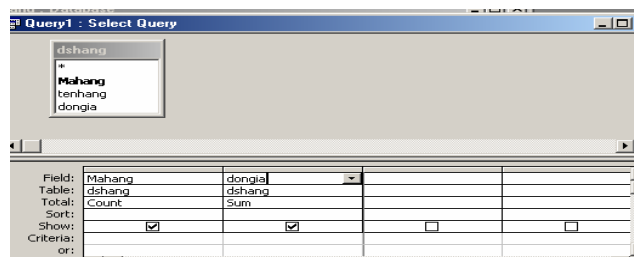 Query1 : Select Query
dshang
*
Mahang
tenhang
dongia
Field: Mahang dongia
Table: dshang dshang
Total: Count Sum
Sort:
Show:
Criteria:
or: